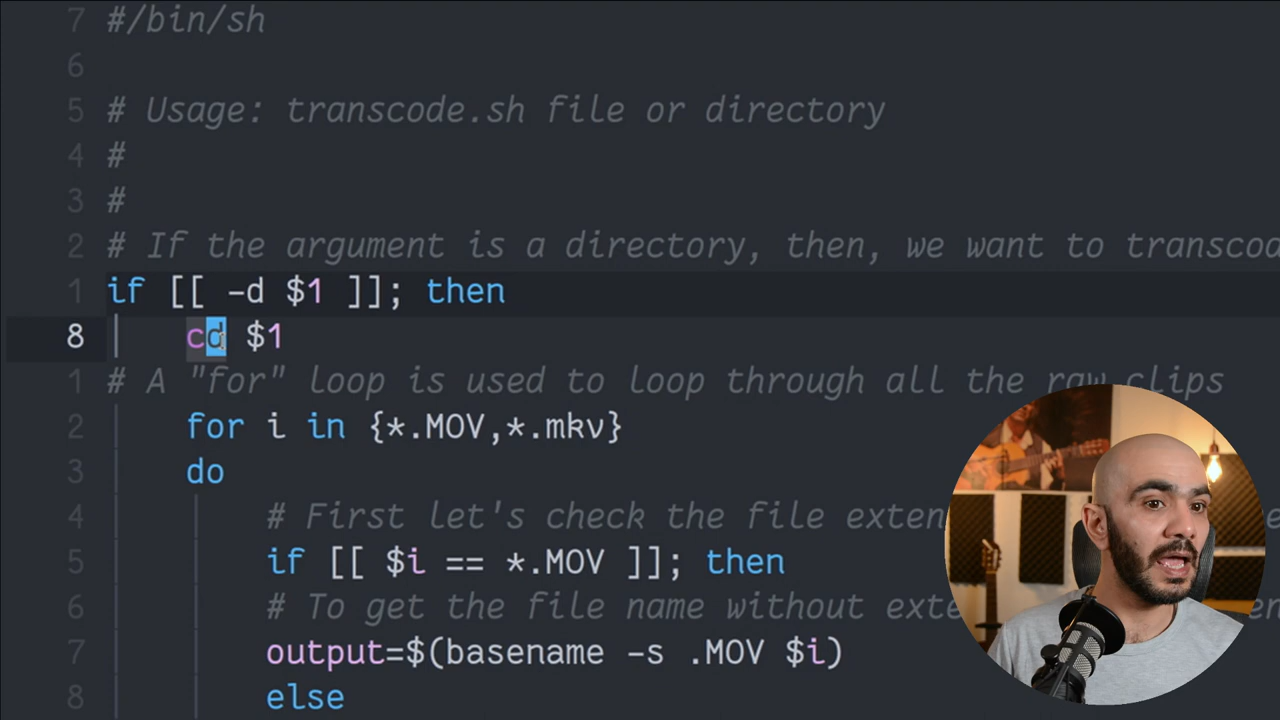 7 #/bin/sh
6
5 # Usage: transcode.sh file or directory
4 #
3 #
2 # If the argument is a directory, then, we want to
1 if [[ -d $1 ]]; then
8 cd $1
1 # A "for" loop is used to loop through all the raw clips
2 for i in {*.MOV,*.mkv}
3 do
4 # First let's check the file
5 if [[ $i == *.MOV ]]; then
6 # To get the file name without
7 output=$(basename -s .MOV $i)
8 else